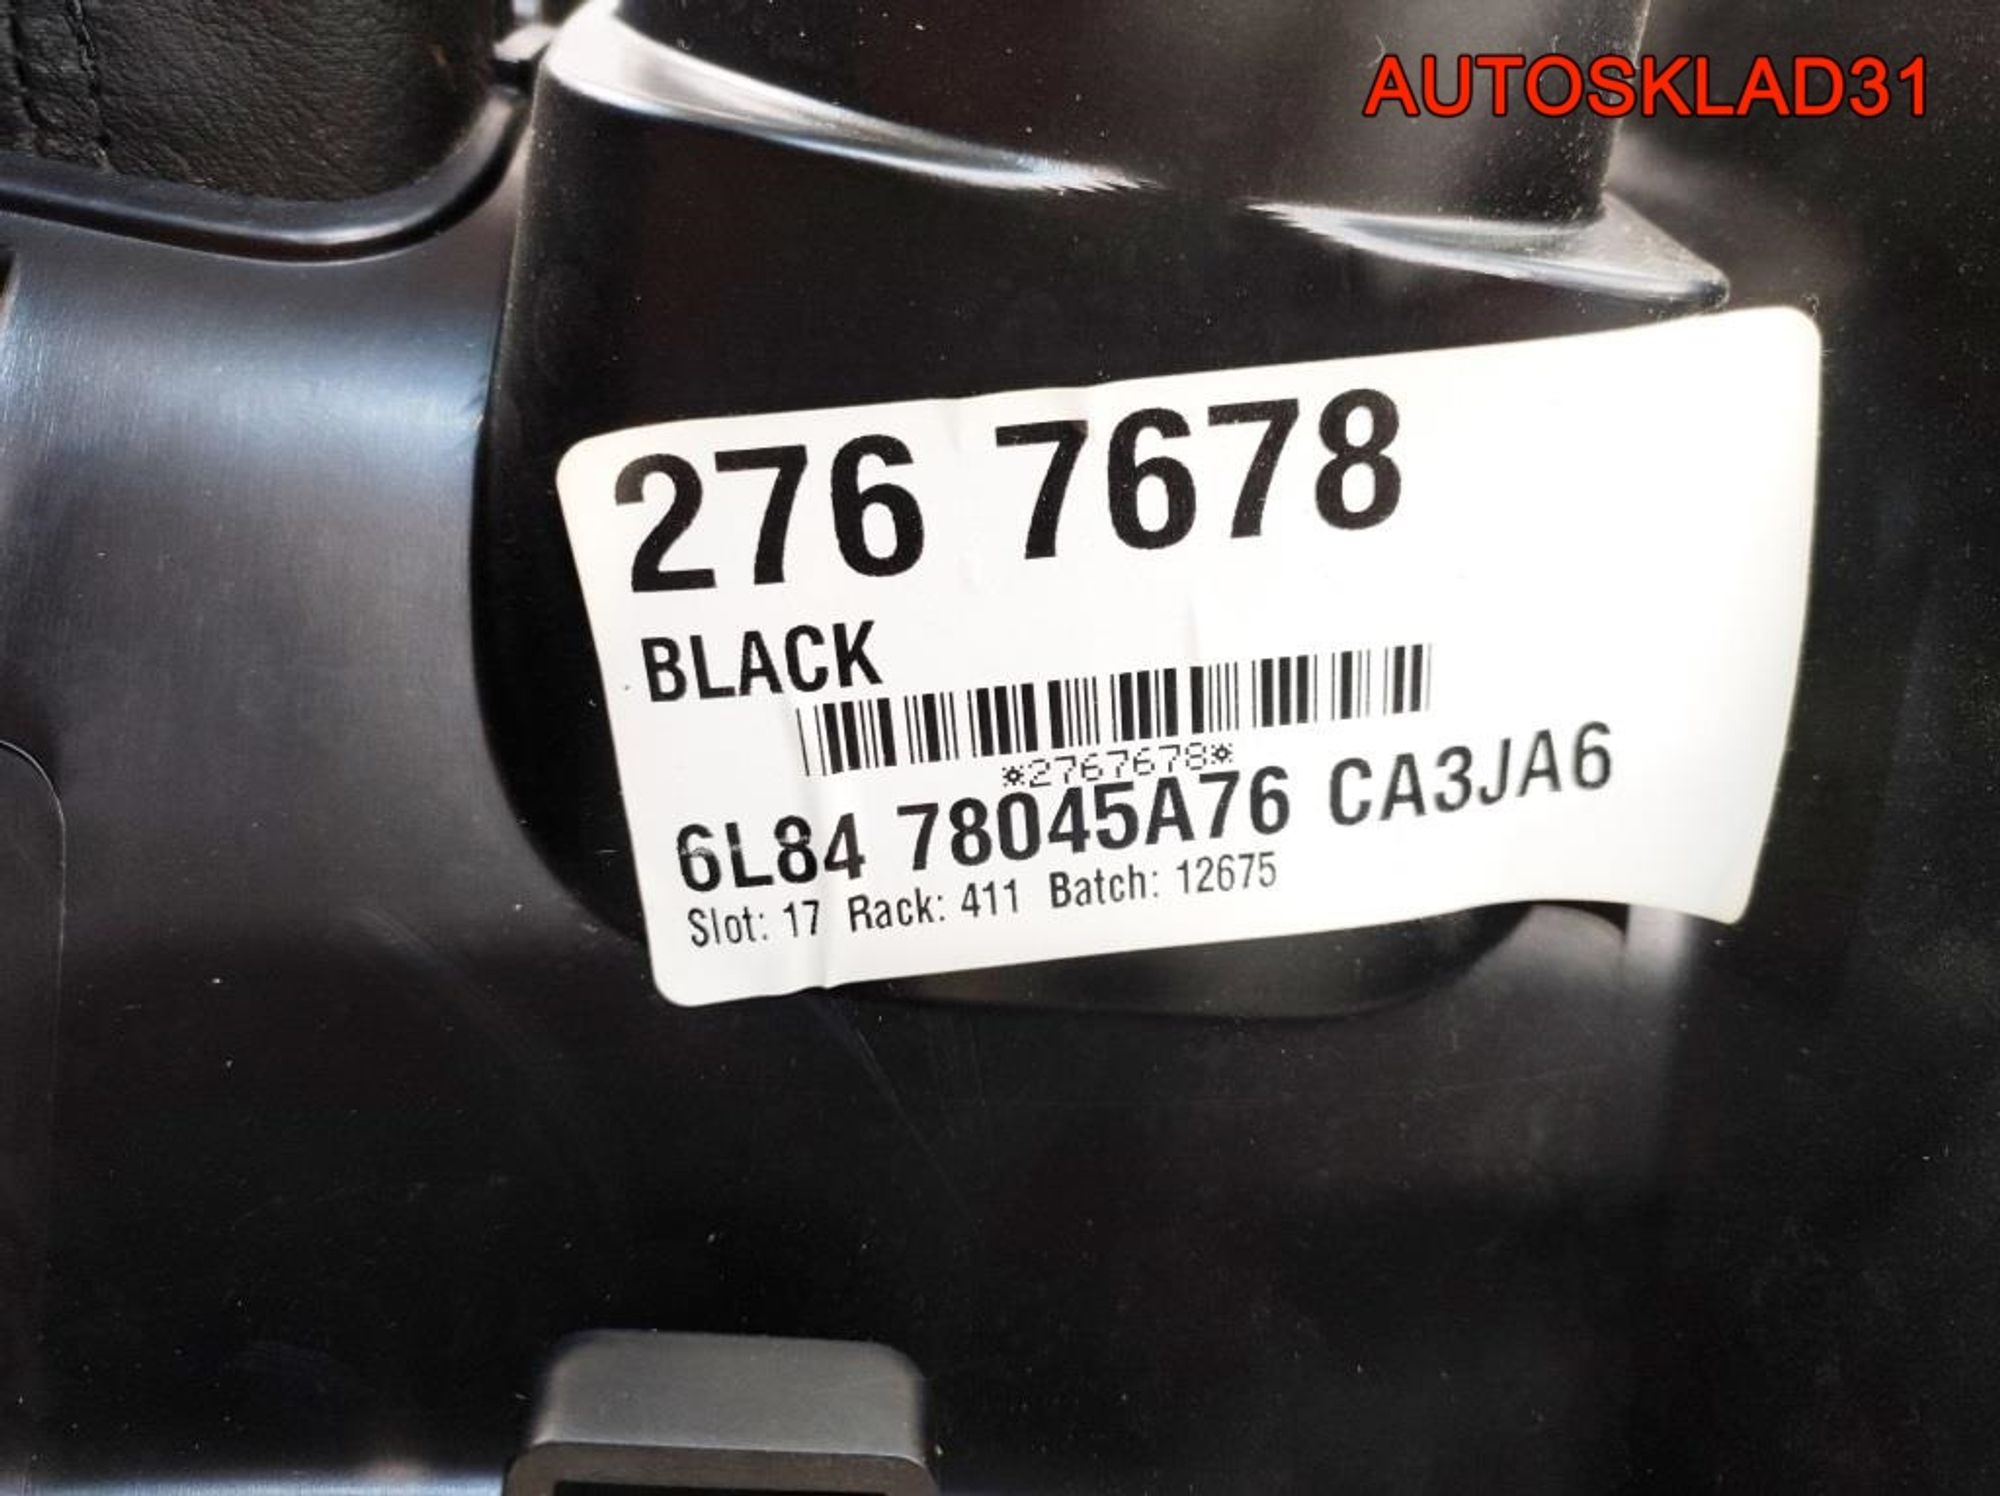 AUTOSKLAD31
276 7678
BLACK
*2767678*
6L84 78045A76 CA3JA6
Slot: 17 Rack: 411 Batch: 12675